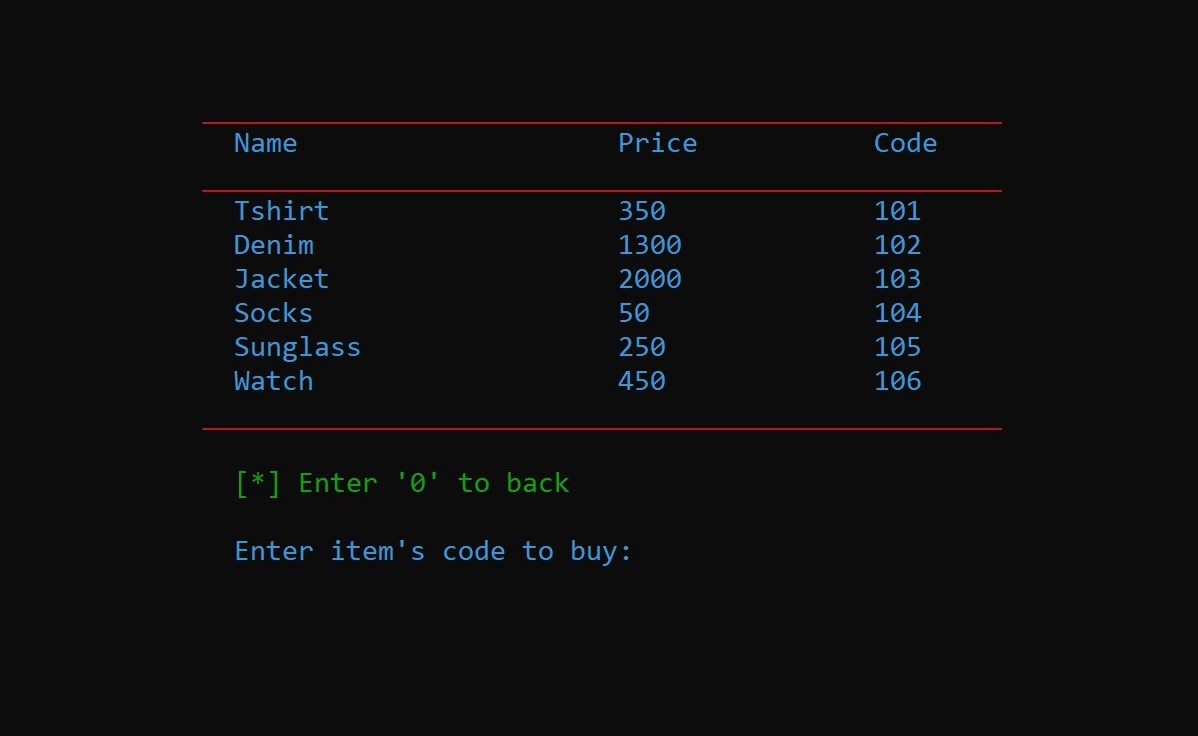 Name Price Code
Tshirt 350 101
Denim 1300 102
Jacket 2000 103
Socks 50 104
Sunglass 250 105
Watch 450 106
[*] Enter '0' to back
Enter item's code to buy: